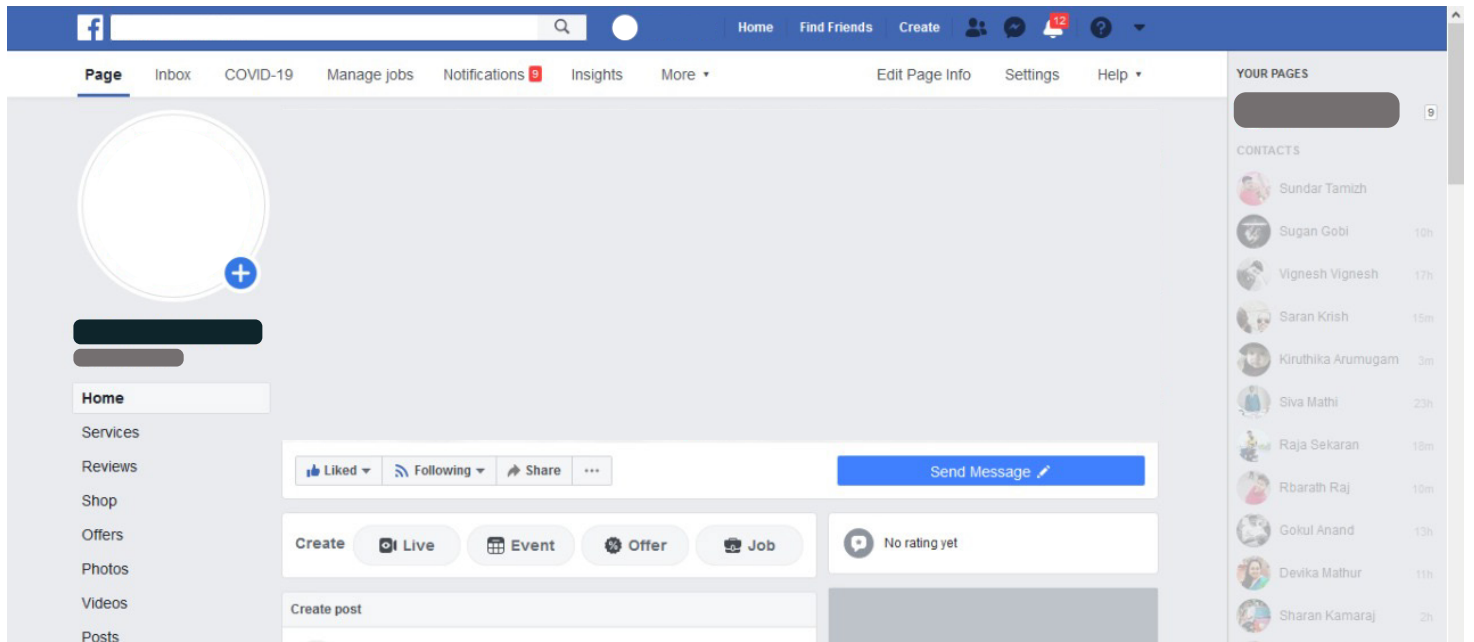 f
Home Find Friends Create 12
Page Inbox COVID-19 Manage jobs Notifications 9 Insights More Edit Page Info Settings Help
YOUR PAGES
9
CONTACTS
Sundar Tamizh
Sugan Gobi 10h
Vignesh Vignesh 17h
Saran Krish 15m
Kiruthika Arumugam 3m
Siva Mathi 23h
Raja Sekaran 18m
Rbarath Raj 10m
Gokul Anand 13h
Devika Mathur 11h
Sharan Kamaraj 2h
Home
Services
Reviews
Shop
Offers
Photos
Videos
Posts
Liked Following Share ...
Send Message
Create Live Event Offer Job
No rating yet
Create post